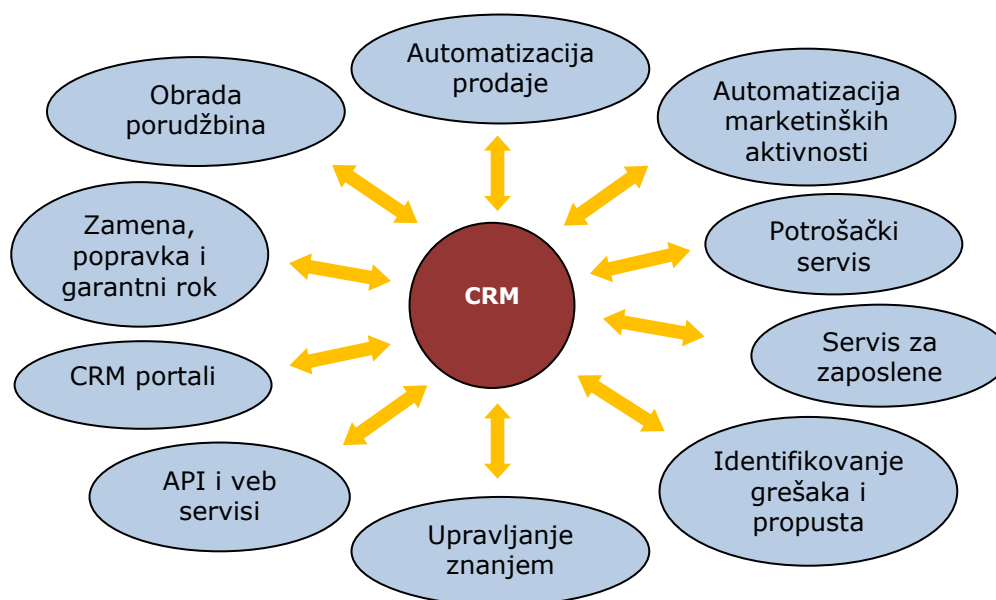 Automatizacija
prodaje
Automatizacija
marketinških
aktivnosti
Potrošački
servis
Servis za
zaposlene
Identifikovanje
grešaka i
propusta
Upravljanje
znanjem
API i veb
servisi
CRM portali
Zamena,
popravka i
garantni rok
Obrada
porudžbina
CRM